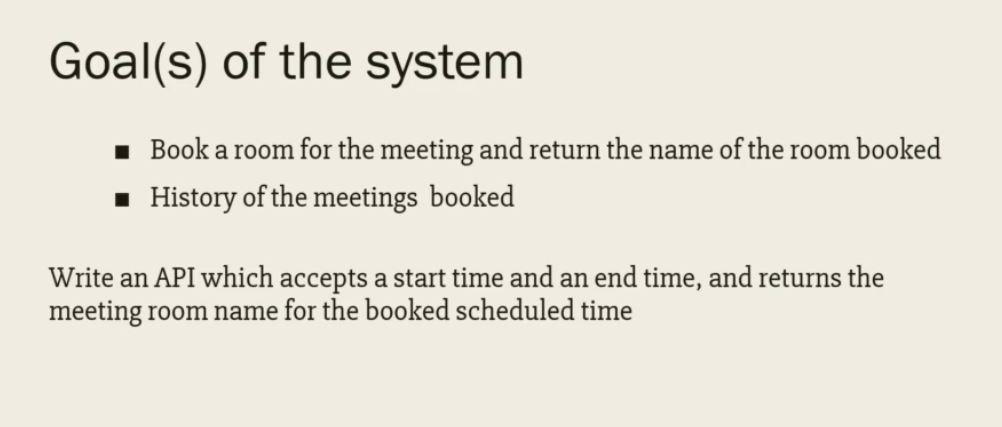 Goal(s) of the system
■ Book a room for the meeting and return the name of the room booked
■ History of the meetings  booked
Write an API which accepts a start time and an end time, and returns the
meeting room name for the booked scheduled time